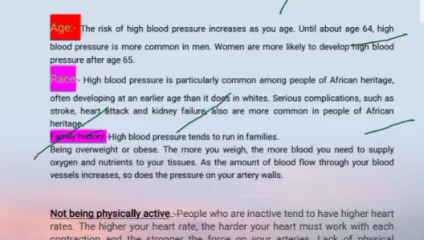 Age:- The risk of high blood pressure increases as you age. Until about age 64, high
blood pressure is more common in men. Women are more likely to develop high blood
pressure after age 65.
Race:- High blood pressure is particularly common among people of African heritage,
often developing at an earlier age than it does in whites. Serious complications, such as
stroke, heart attack and kidney failure, also are more common in people of African
heritage.
Family history:-High blood pressure tends to run in families.
Being overweight or obese. The more you weigh, the more blood you need to supply
oxygen and nutrients to your tissues. As the amount of blood flow through your blood
vessels increases, so does the pressure on your artery walls.
Not being physically active.:-People who are inactive tend to have higher heart
rates. The higher your heart rate, the harder your heart must work with each
contraction and the stronger the force on your arteries. Lack of physical